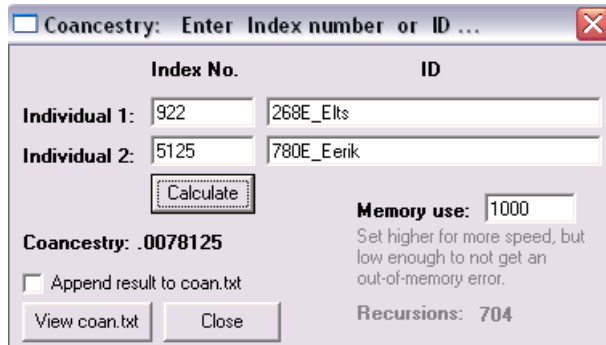 Coancestry: Enter Index number or ID ...
Index No. ID
Individual 1: 922 268E_Elts
Individual 2: 5125 780E_Eerik
Calculate
Memory use: 1000
Coancestry: .0078125
Set higher for more speed, but
low enough to not get an
out-of-memory error.
Append result to coan.txt
View coan.txt Close
Recursions: 704